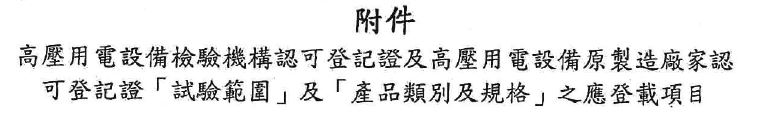 附件
高壓用電設備檢驗機構認可登記證及高壓用電設備原製造廠家認
可登記證「試驗範圍」及「產品類別及規格」之應登載項目